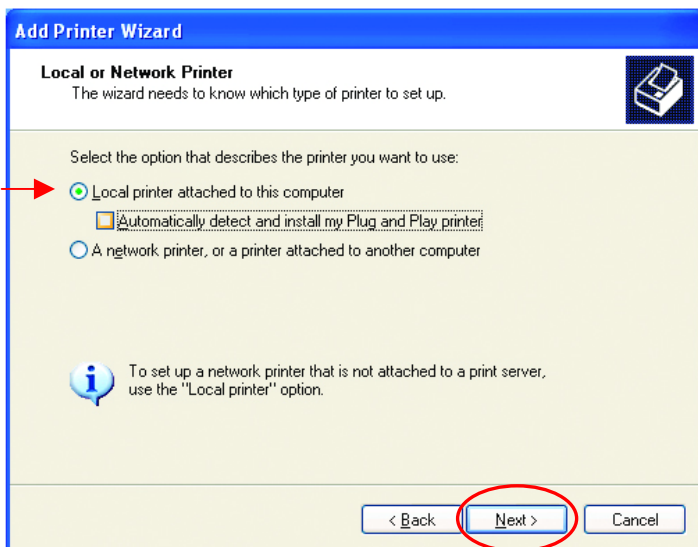 Add Printer Wizard
Local or Network Printer
The wizard needs to know which type of printer to set up.
Select the option that describes the printer you want to use:
Local printer attached to this computer
Automatically detect and install my Plug and Play printer
A network printer, or a printer attached to another computer
To set up a network printer that is not attached to a print server,
use the "Local printer" option.
< Back
Next >
Cancel